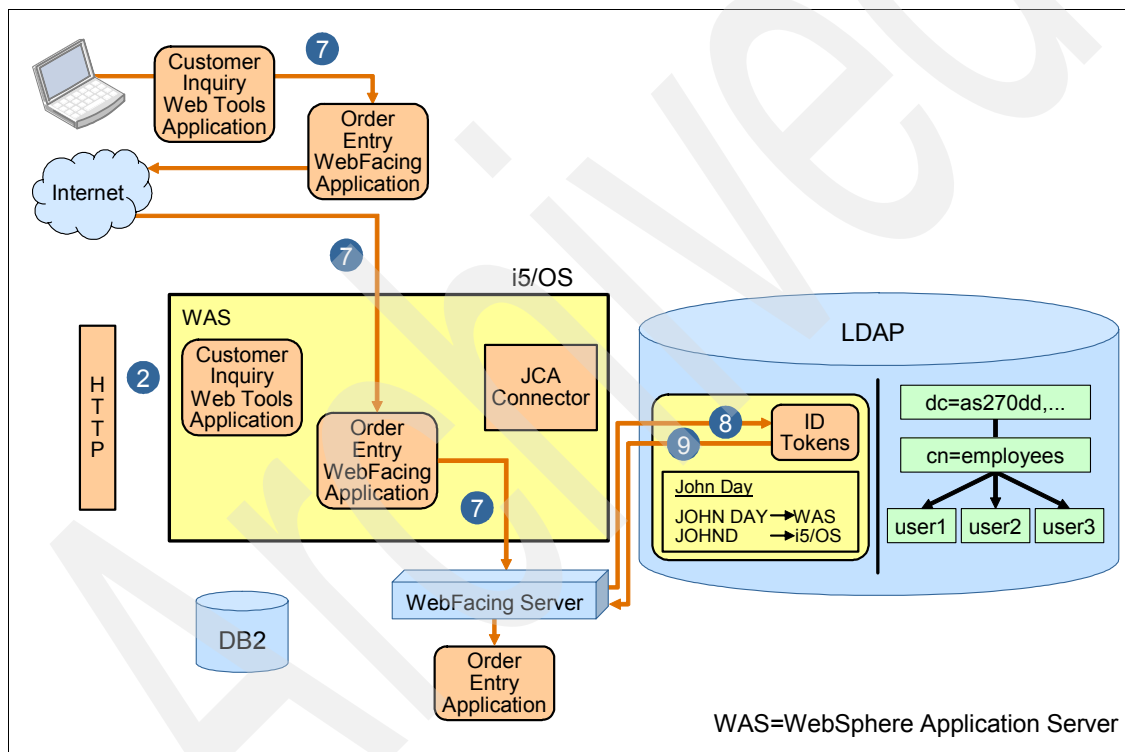 7
Customer
Inquiry
Web Tools
Application
Order
Entry
WebFacing
Application
Internet
7
i5/OS
WAS
HTTP
2
Customer
Inquiry
Web Tools
Application
JCA
Connector
Order
Entry
WebFacing
Application
7
LDAP
8
9
ID
Tokens
John Day
JOHN DAY WAS
JOHND i5/OS
dc=as270dd,...
cn=employees
user1 user2 user3
WebFacing Server
DB2
Order
Entry
Application
WAS=WebSphere Application Server
Archived